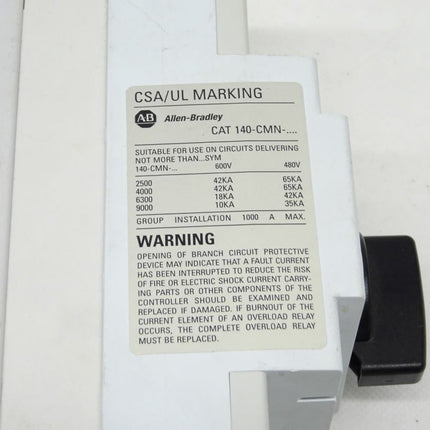 CSA/UL MARKING
AB Allen-Bradley
CAT 140-CMN-....
SUITABLE FOR USE ON CIRCUITS DELIVERING
NOT MORE THAN...SYM
140-CMN-... 600V 480V
2500 42KA 65KA
4000 42KA 65KA
6300 18KA 42KA
9000 10KA 35KA
GROUP INSTALLATION 1000 A MAX.
WARNING
OPENING OF BRANCH CIRCUIT PROTECTIVE
DEVICE MAY INDICATE THAT A FAULT CURRENT
HAS BEEN INTERRUPTED TO REDUCE THE RISK
OF FIRE OR ELECTRIC SHOCK CURRENT CARRY-
ING PARTS OR OTHER COMPONENTS OF THE
CONTROLLER SHOULD BE EXAMINED AND
REPLACED IF DAMAGED. IF BURNOUT OF THE
CURRENT ELEMENT OF AN OVERLOAD RELAY
OCCURS, THE COMPLETE OVERLOAD RELAY
MUST BE REPLACED.